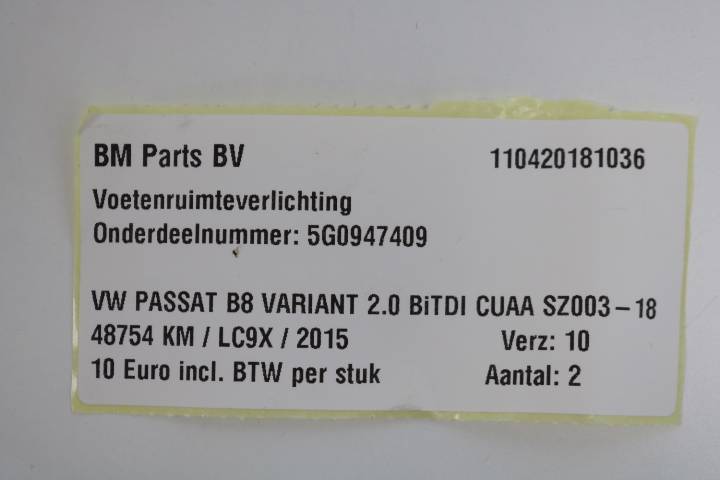 BM Parts BV 110420181036
Voetenruimteverlichting
Onderdeelnummer: 5G0947409
VW PASSAT B8 VARIANT 2.0 BiTDI CUAA SZ003-18
48754 KM / LC9X / 2015 Verz: 10
10 Euro incl. BTW per stuk Aantal: 2